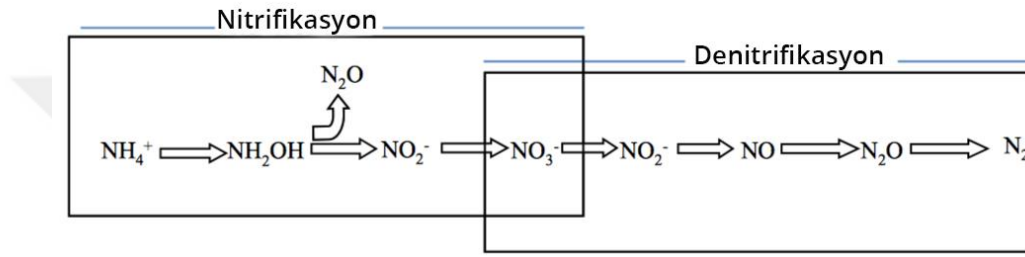 Nitrifikasyon
Denitrifikasyon
N₂O
NH₄⁺ NH₂OH NO₂⁻ NO₃⁻ NO₂⁻ NO N₂O N₂